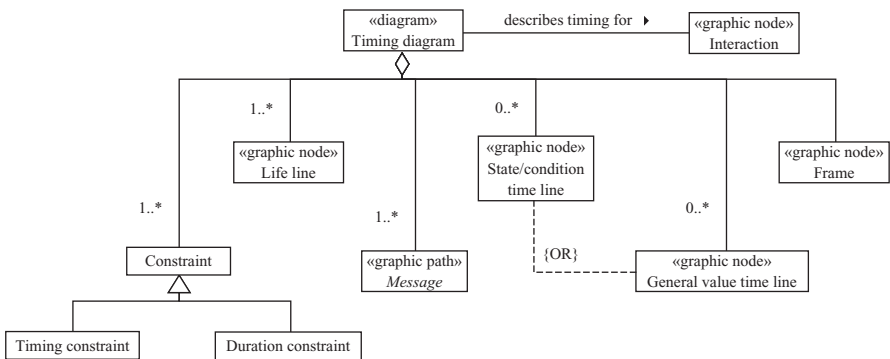 «diagram»
Timing diagram
describes timing for
«graphic node»
Interaction
1..*
0..*
«graphic node»
Life line
«graphic node»
State/condition
time line
«graphic node»
Frame
1..*
1..*
0..*
Constraint
«graphic path»
Message
{OR}
«graphic node»
General value time line
Timing constraint
Duration constraint